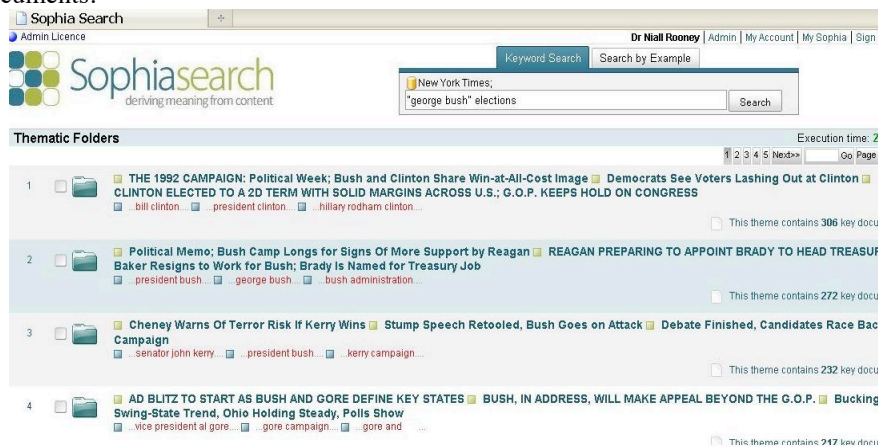 cuments?
Sophia Search
Admin Licence
Dr Niall Rooney | Admin | My Account | My Sophia | Sign
Sophiasearch
deriving meaning from content
Keyword Search Search by Example
New York Times;
"george bush" elections Search
Thematic Folders Execution time: 2
1 2 3 4 5 Next>> Go Page
1 THE 1992 CAMPAIGN: Political Week; Bush and Clinton Share Win-at-All-Cost Image Democrats See Voters Lashing Out at Clinton
CLINTON ELECTED TO A 2D TERM WITH SOLID MARGINS ACROSS U.S.; G.O.P. KEEPS HOLD ON CONGRESS
...bill clinton.... ...president clinton.... ...hillary rodham clinton....
This theme contains 306 key docu
2 Political Memo; Bush Camp Longs for Signs Of More Support by Reagan REAGAN PREPARING TO APPOINT BRADY TO HEAD TREASUR
Baker Resigns to Work for Bush; Brady Is Named for Treasury Job
...president bush.... ...george bush.... ...bush administration....
This theme contains 272 key docu
3 Cheney Warns Of Terror Risk If Kerry Wins Stump Speech Retooled, Bush Goes on Attack Debate Finished, Candidates Race Bac
Campaign
...senator john kerry.... ...president bush.... ...kerry campaign....
This theme contains 232 key docu
4 AD BLITZ TO START AS BUSH AND GORE DEFINE KEY STATES BUSH, IN ADDRESS, WILL MAKE APPEAL BEYOND THE G.O.P. Bucking
Swing-State Trend, Ohio Holding Steady, Polls Show
...vice president al gore.... ...gore campaign.... ...gore and ...
This theme contains 217 key docu